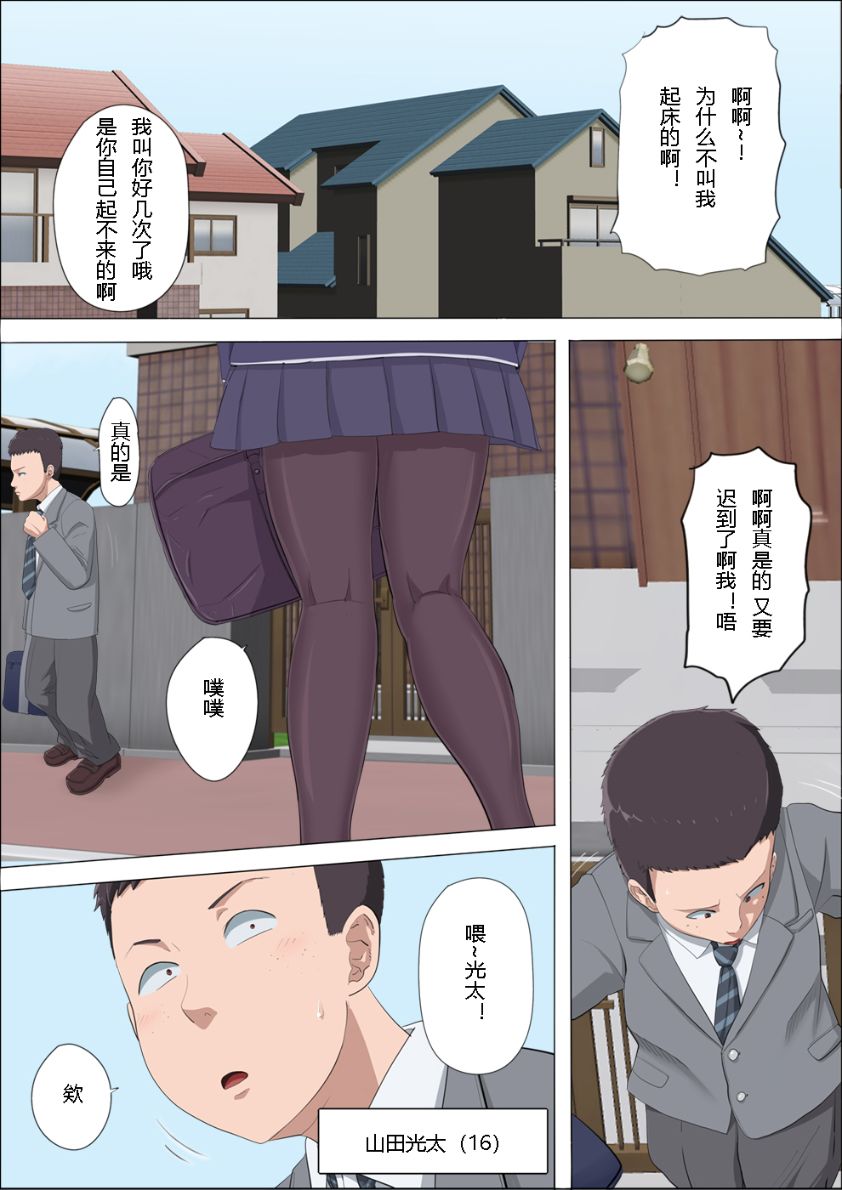 啊啊~！
为什么不叫我
起床的啊！
我叫你好几次了哦
是你自己起不来的啊
啊啊真是的 又要
迟到了啊我！唔
真的是
噗噗
喂~光太！
欸
山田光太（16）